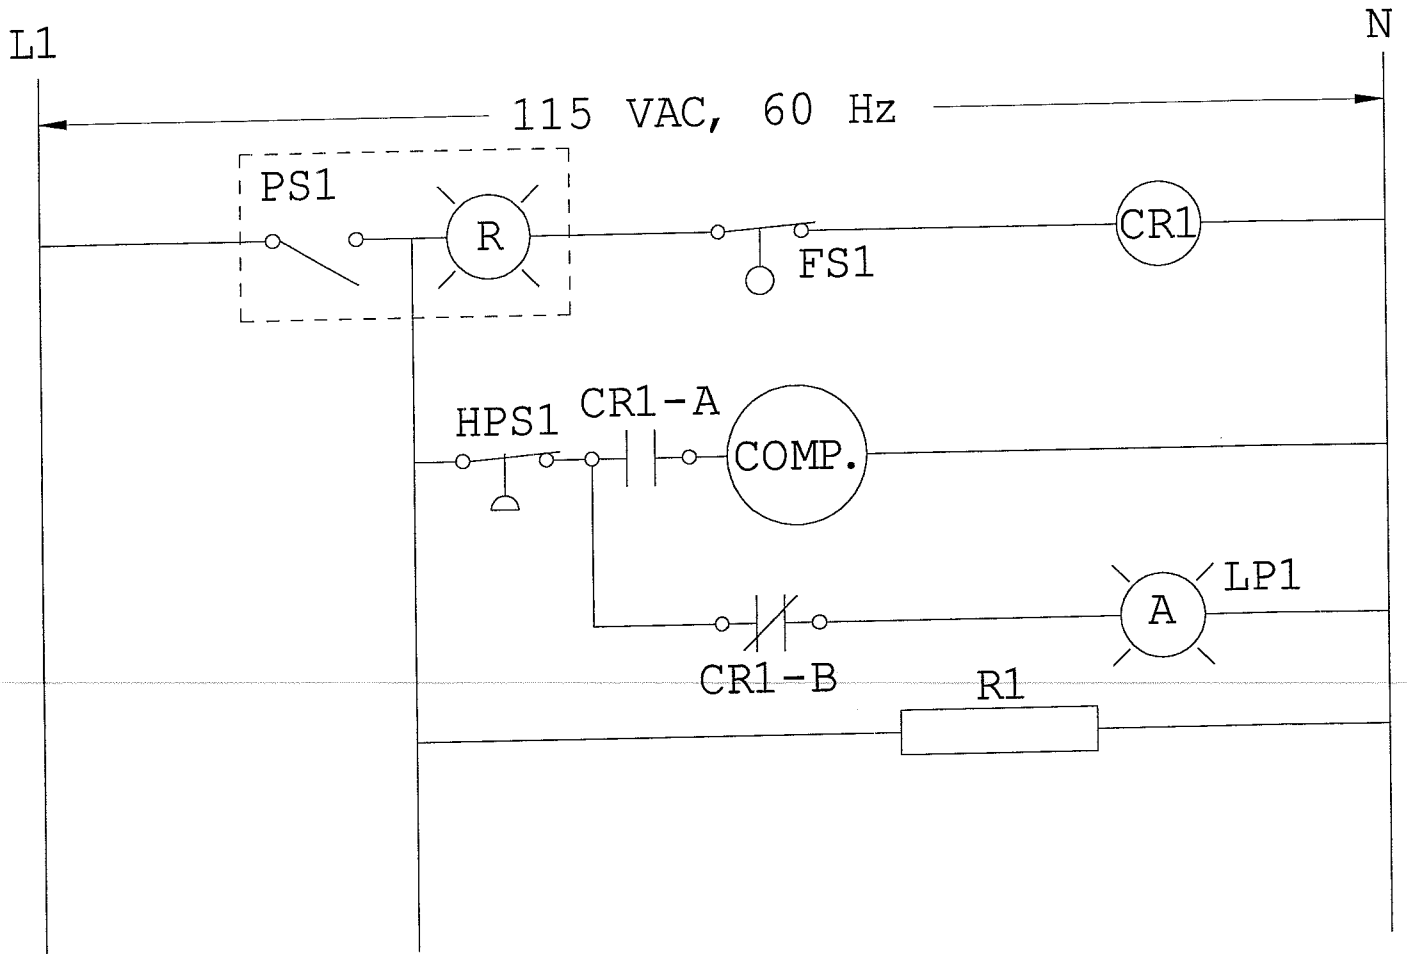 L1
N
115 VAC, 60 Hz
PS1
R
CR1
FS1
CR1-A
HPS1
COMP.
LP1
A
CR1-B
R1